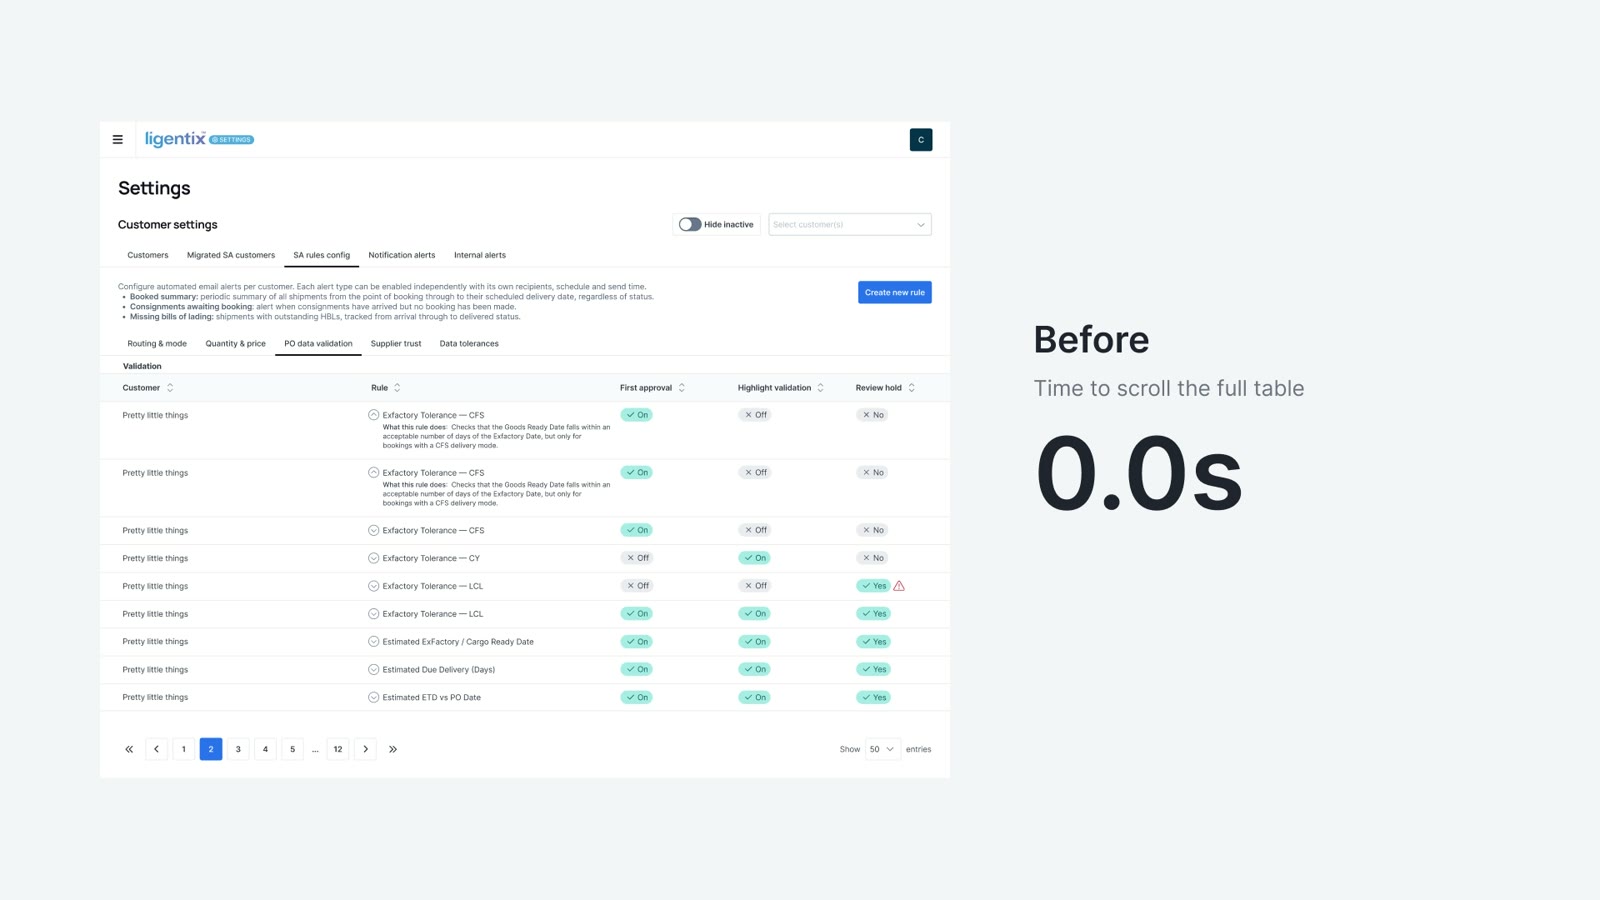 ligentix™ SETTINGS
C
Settings
Customer settings
Hide inactive
Select customer(s)
Customers Migrated SA customers SA rules config Notification alerts Internal alerts
Configure automated email alerts per customer. Each alert type can be enabled independently with its own recipients, schedule and send time.
• Booked summary: periodic summary of all shipments from the point of booking through to their scheduled delivery date, regardless of status.
• Consignments awaiting booking: alert when consignments have arrived but no booking has been made.
• Missing bills of lading: shipments with outstanding HBLs, tracked from arrival through to delivered status.
Create new rule
Routing & mode Quantity & price PO data validation Supplier trust Data tolerances
Validation
Customer Rule First approval Highlight validation Review hold
Pretty little things Exfactory Tolerance — CFS On Off No
What this rule does: Checks that the Goods Ready Date falls within an
acceptable number of days of the Exfactory Date, but only for
bookings with a CFS delivery mode.
Pretty little things Exfactory Tolerance — CFS On Off No
What this rule does: Checks that the Goods Ready Date falls within an
acceptable number of days of the Exfactory Date, but only for
bookings with a CFS delivery mode.
Pretty little things Exfactory Tolerance — CFS On Off No
Pretty little things Exfactory Tolerance — CY Off On No
Pretty little things Exfactory Tolerance — LCL Off Off Yes
Pretty little things Exfactory Tolerance — LCL On On Yes
Pretty little things Estimated ExFactory / Cargo Ready Date On On Yes
Pretty little things Estimated Due Delivery (Days) On On Yes
Pretty little things Estimated ETD vs PO Date On On Yes
1 2 3 4 5 ... 12
Show 50 entries
Before
Time to scroll the full table
0.0s